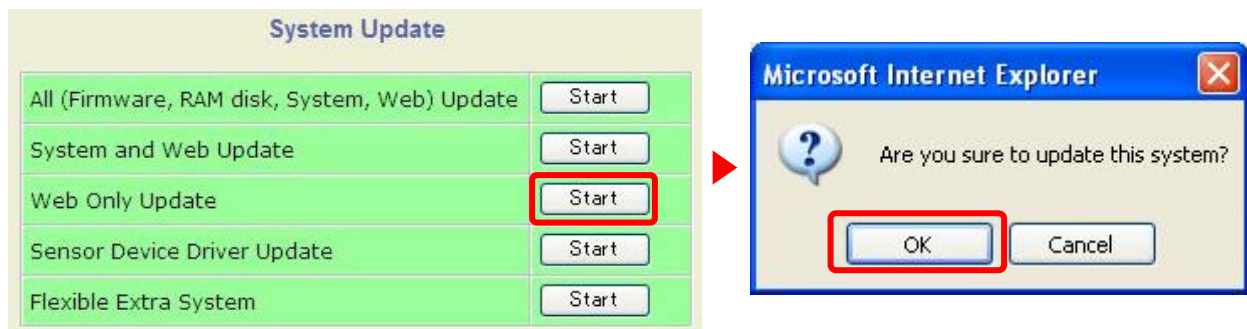 System Update
All (Firmware, RAM disk, System, Web) Update Start
System and Web Update Start
Web Only Update Start
Sensor Device Driver Update Start
Flexible Extra System Start
Microsoft Internet Explorer
Are you sure to update this system?
OK Cancel